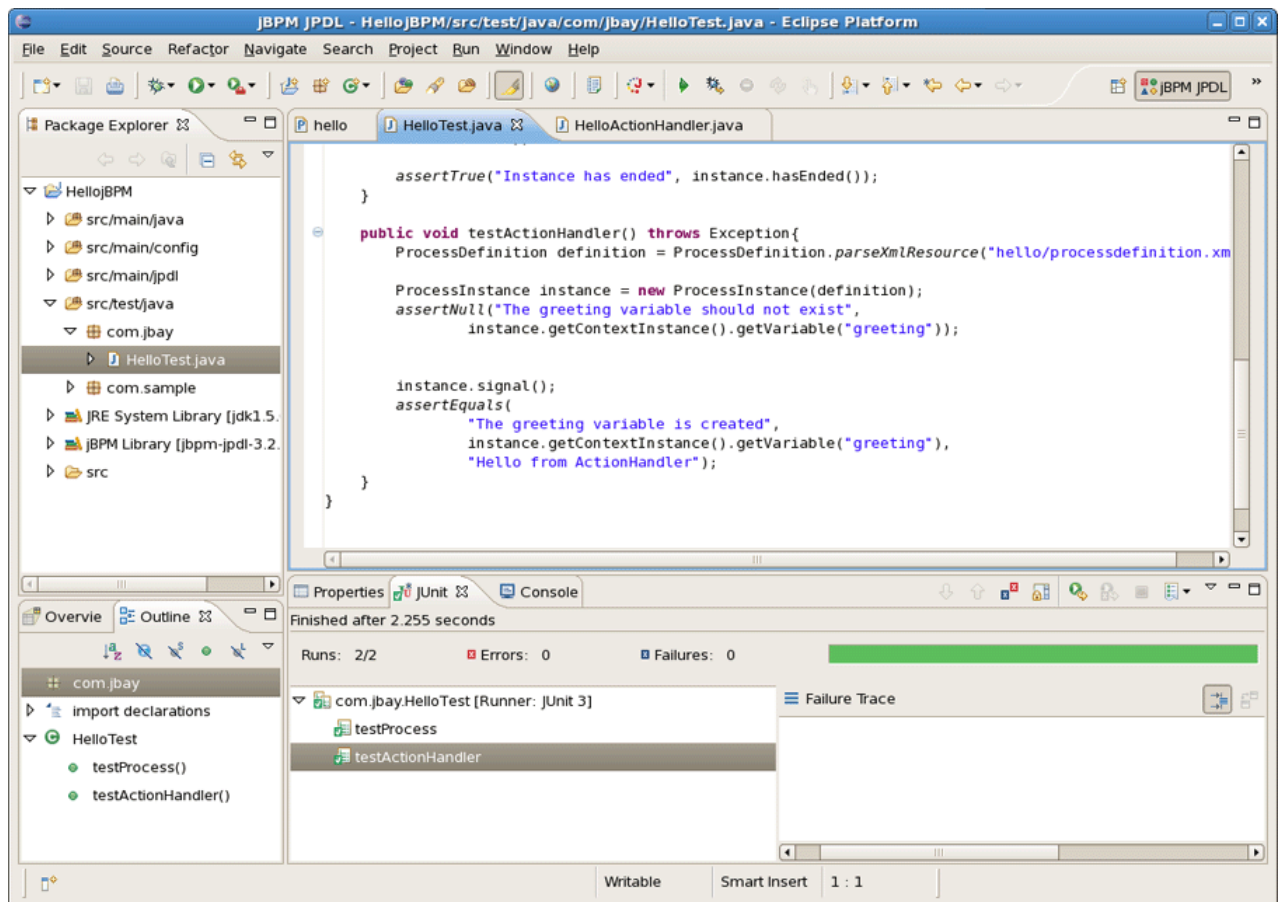 jBPM JPDL - HellojBPM/src/test/java/com/jbay/HelloTest.java - Eclipse Platform
File Edit Source Refactor Navigate Search Project Run Window Help
jBPM JPDL
Package Explorer
HellojBPM
src/main/java
src/main/config
src/main/jpdl
src/test/java
com.jbay
HelloTest.java
com.sample
JRE System Library [jdk1.5.
jBPM Library [jbpm-jpdl-3.2.
src
hello HelloTest.java HelloActionHandler.java
assertTrue("Instance has ended", instance.hasEnded());
}
public void testActionHandler() throws Exception{
ProcessDefinition definition = ProcessDefinition.parseXmlResource("hello/processdefinition.xm
ProcessInstance instance = new ProcessInstance(definition);
assertNull("The greeting variable should not exist",
instance.getContextInstance().getVariable("greeting"));
instance.signal();
assertEquals(
"The greeting variable is created",
instance.getContextInstance().getVariable("greeting"),
"Hello from ActionHandler");
}
}
Overvie Outline
com.jbay
import declarations
HelloTest
testProcess()
testActionHandler()
Properties JUnit Console
Finished after 2.255 seconds
Runs: 2/2 Errors: 0 Failures: 0
com.jbay.HelloTest [Runner: JUnit 3]
testProcess
testActionHandler
Failure Trace
Writable Smart Insert 1 : 1